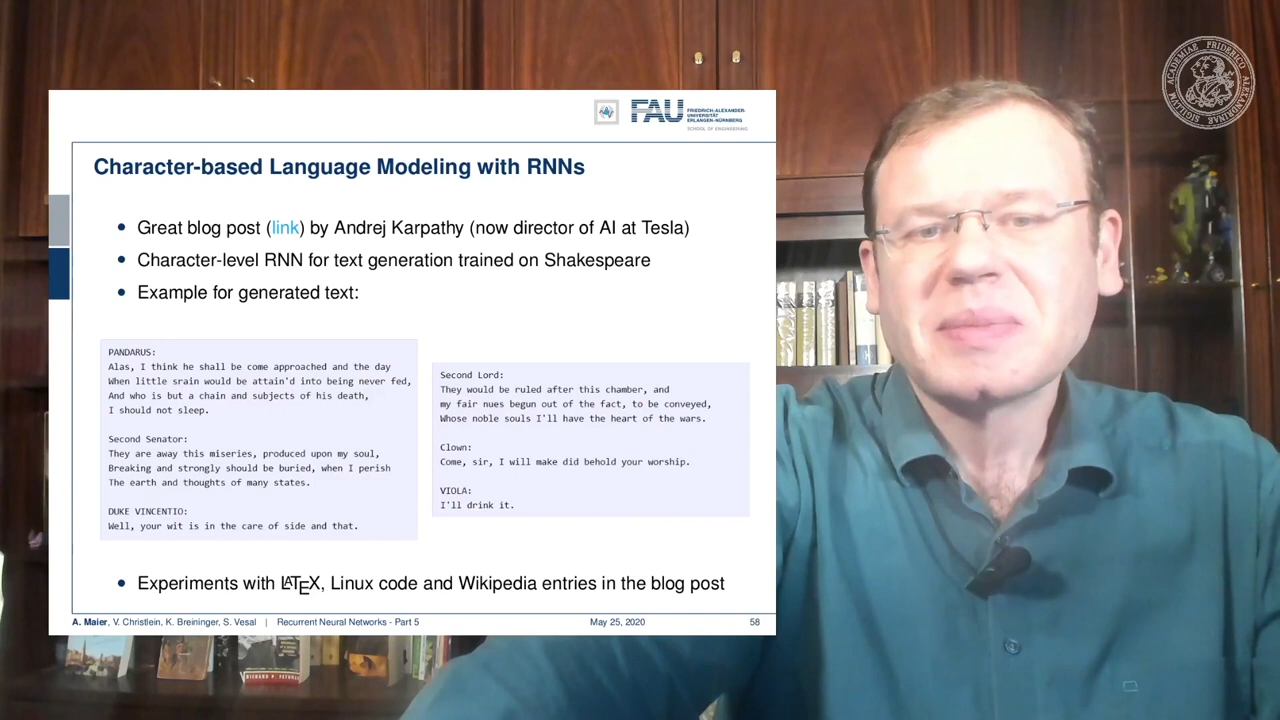 FAU
FRIEDRICH-ALEXANDER-
UNIVERSITÄT
ERLANGEN-NÜRNBERG
SCHOOL OF ENGINEERING
Character-based Language Modeling with RNNs
• Great blog post (link) by Andrej Karpathy (now director of AI at Tesla)
• Character-level RNN for text generation trained on Shakespeare
• Example for generated text:
PANDARUS:
Alas, I think he shall be come approached and the day
When little srain would be attain'd into being never fed,
And who is but a chain and subjects of his death,
I should not sleep.
Second Senator:
They are away this miseries, produced upon my soul,
Breaking and strongly should be buried, when I perish
The earth and thoughts of many states.
DUKE VINCENTIO:
Well, your wit is in the care of side and that.
Second Lord:
They would be ruled after this chamber, and
my fair nues begun out of the fact, to be conveyed,
Whose noble souls I'll have the heart of the wars.
Clown:
Come, sir, I will make did behold your worship.
VIOLA:
I'll drink it.
• Experiments with LATEX, Linux code and Wikipedia entries in the blog post
A. Maier, V. Christlein, K. Breininger, S. Vesal | Recurrent Neural Networks - Part 5 May 25, 2020 58